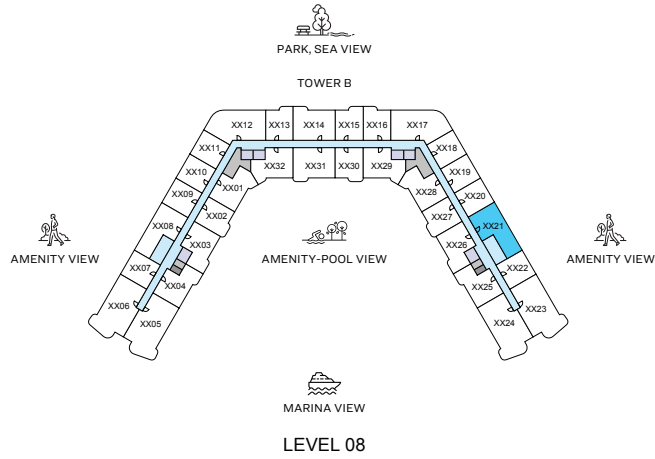 PARK, SEA VIEW
TOWER B
XX12
XX13
XX14
XX15
XX16
XX17
XX11
XX18
XX10
XX01
XX32
XX31
XX30
XX29
XX28
XX19
XX09
XX02
XX27
XX20
XX08
XX03
XX26
XX21
AMENITY VIEW
AMENITY-POOL VIEW
AMENITY VIEW
XX07
XX04
XX25
XX22
XX06
XX05
XX24
XX23
MARINA VIEW
LEVEL 08